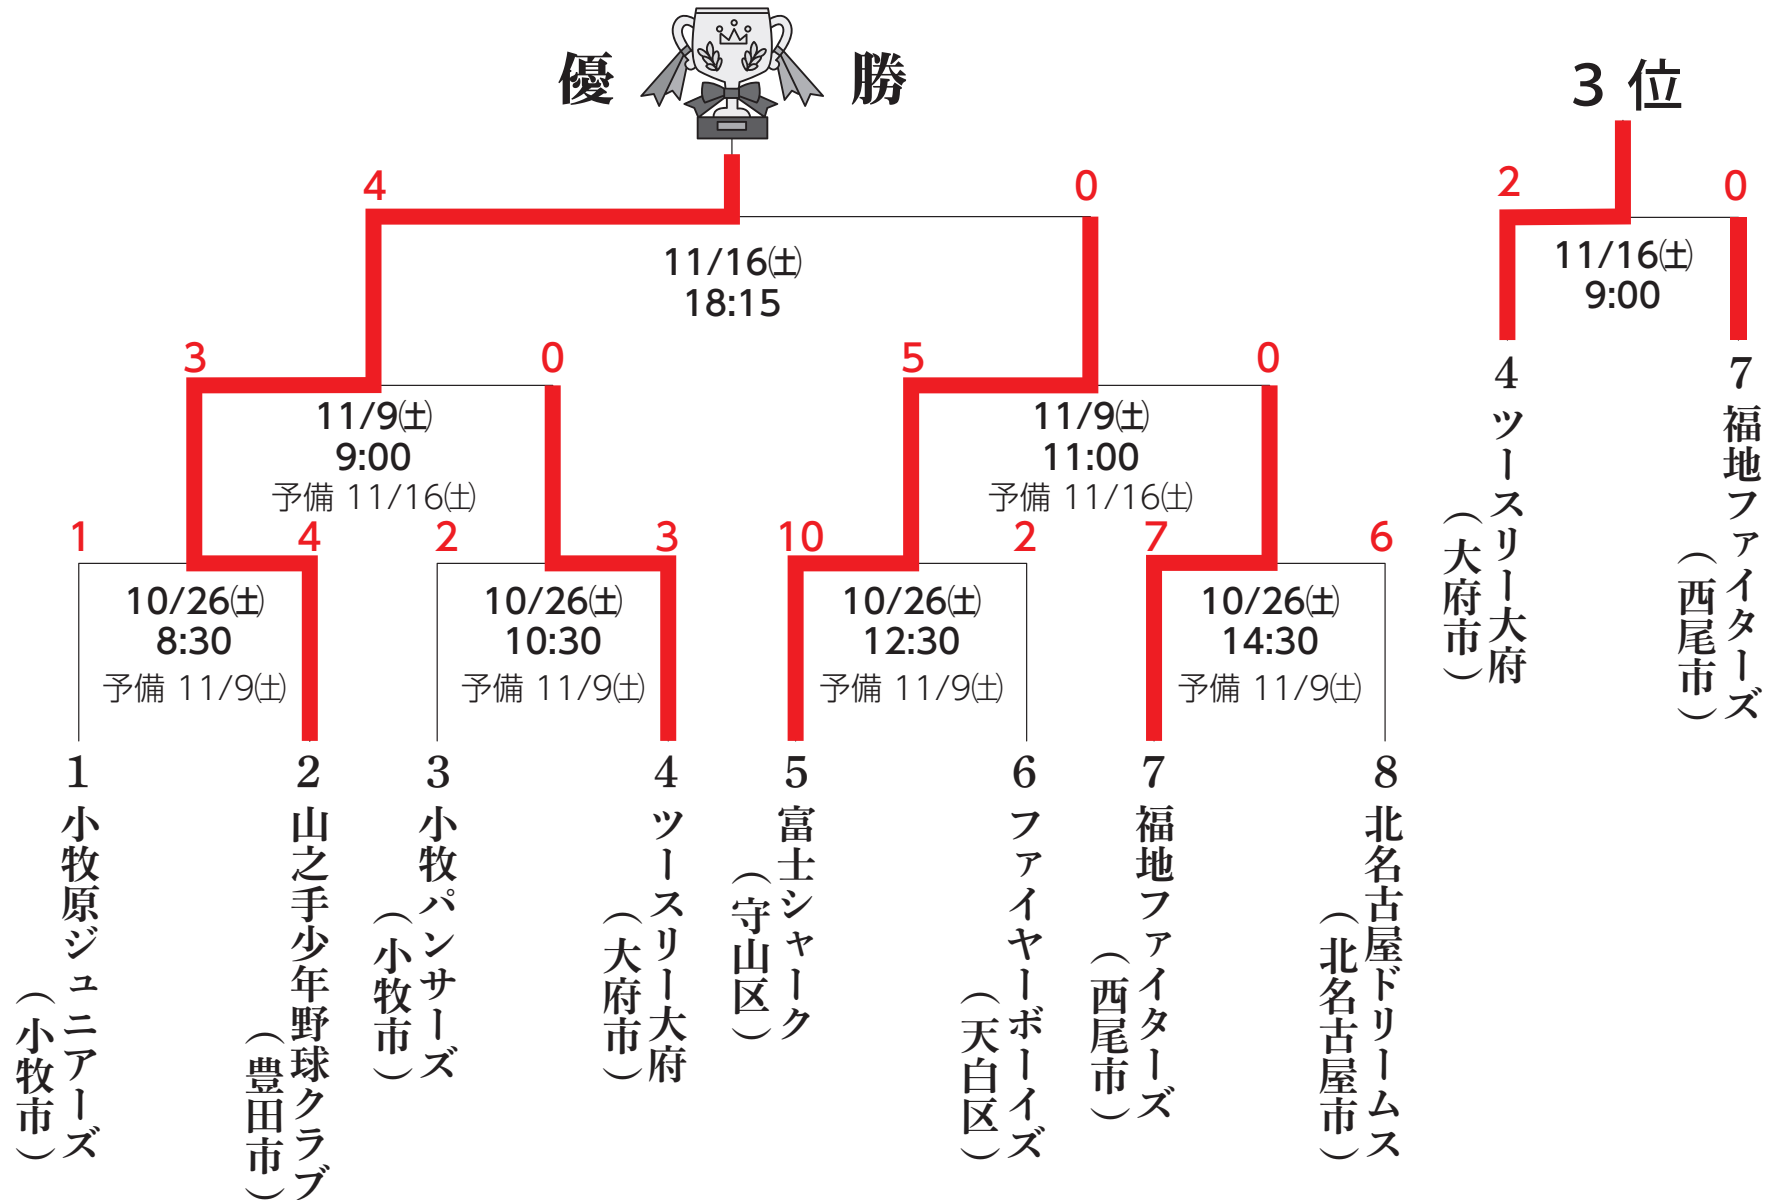 優 勝
3 位
4
0
11/16㈯
18:15
2
0
11/16㈯
9:00
3
0
11/9㈯
9:00
予備 11/16㈯
5
0
11/9㈯
11:00
予備 11/16㈯
4 ツースリー大府
（大府市）
7 福地ファイターズ
（西尾市）
1
4
10/26㈯
8:30
予備 11/9㈯
2
3
10/26㈯
10:30
予備 11/9㈯
10
2
10/26㈯
12:30
予備 11/9㈯
7
6
10/26㈯
14:30
予備 11/9㈯
1 小牧原ジュニアーズ
（小牧市）
2 山之手少年野球クラブ
（豊田市）
3 小牧パンサーズ
（小牧市）
4 ツースリー大府
（大府市）
5 富士シャーク
（守山区）
6 ファイヤーボーイズ
（天白区）
7 福地ファイターズ
（西尾市）
8 北名古屋ドリームス
（北名古屋市）